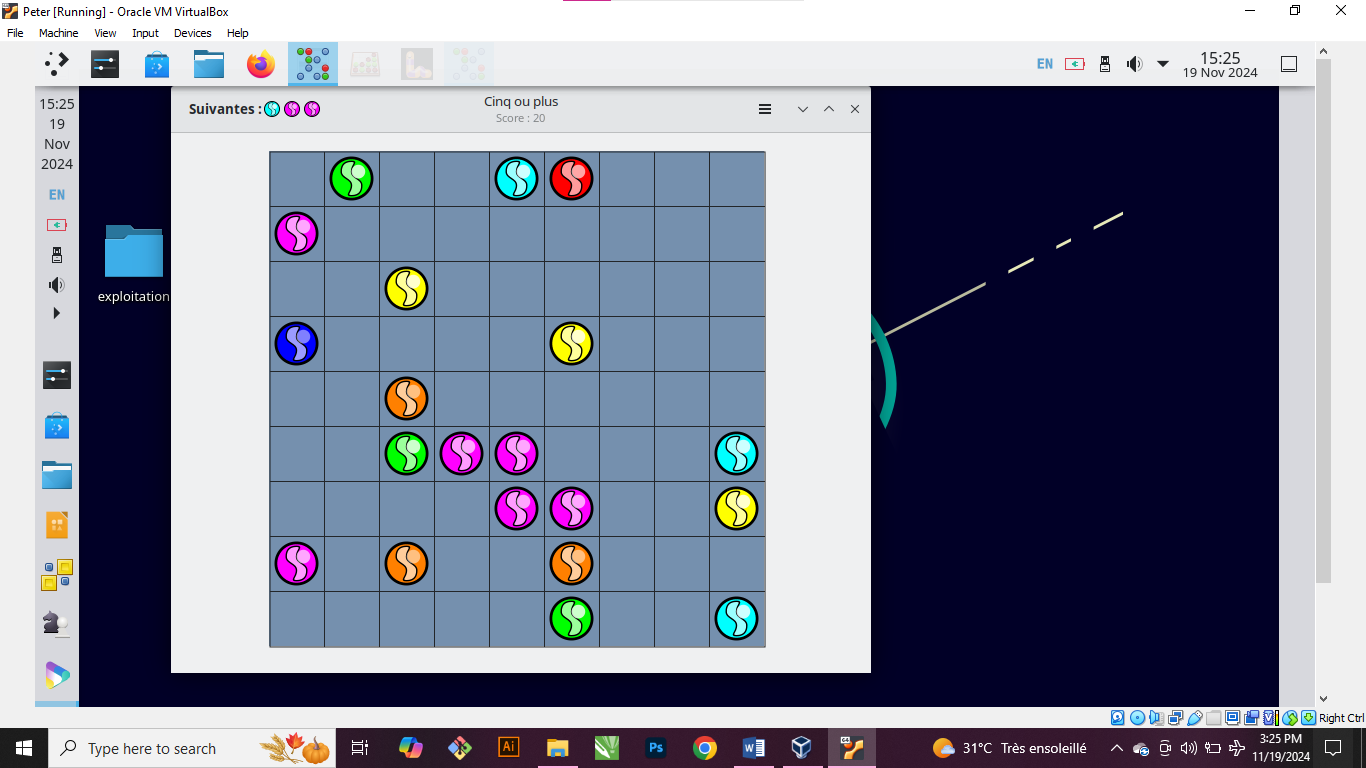 Peter [Running] - Oracle VM VirtualBox
File Machine View Input Devices Help
EN
15:25
19 Nov 2024
15:25
19
Nov
2024
EN
Suivantes :
Cinq ou plus
Score : 20
exploitation
Right Ctrl
Type here to search
Ai
Ps
31°C Très ensoleillé
3:25 PM
11/19/2024